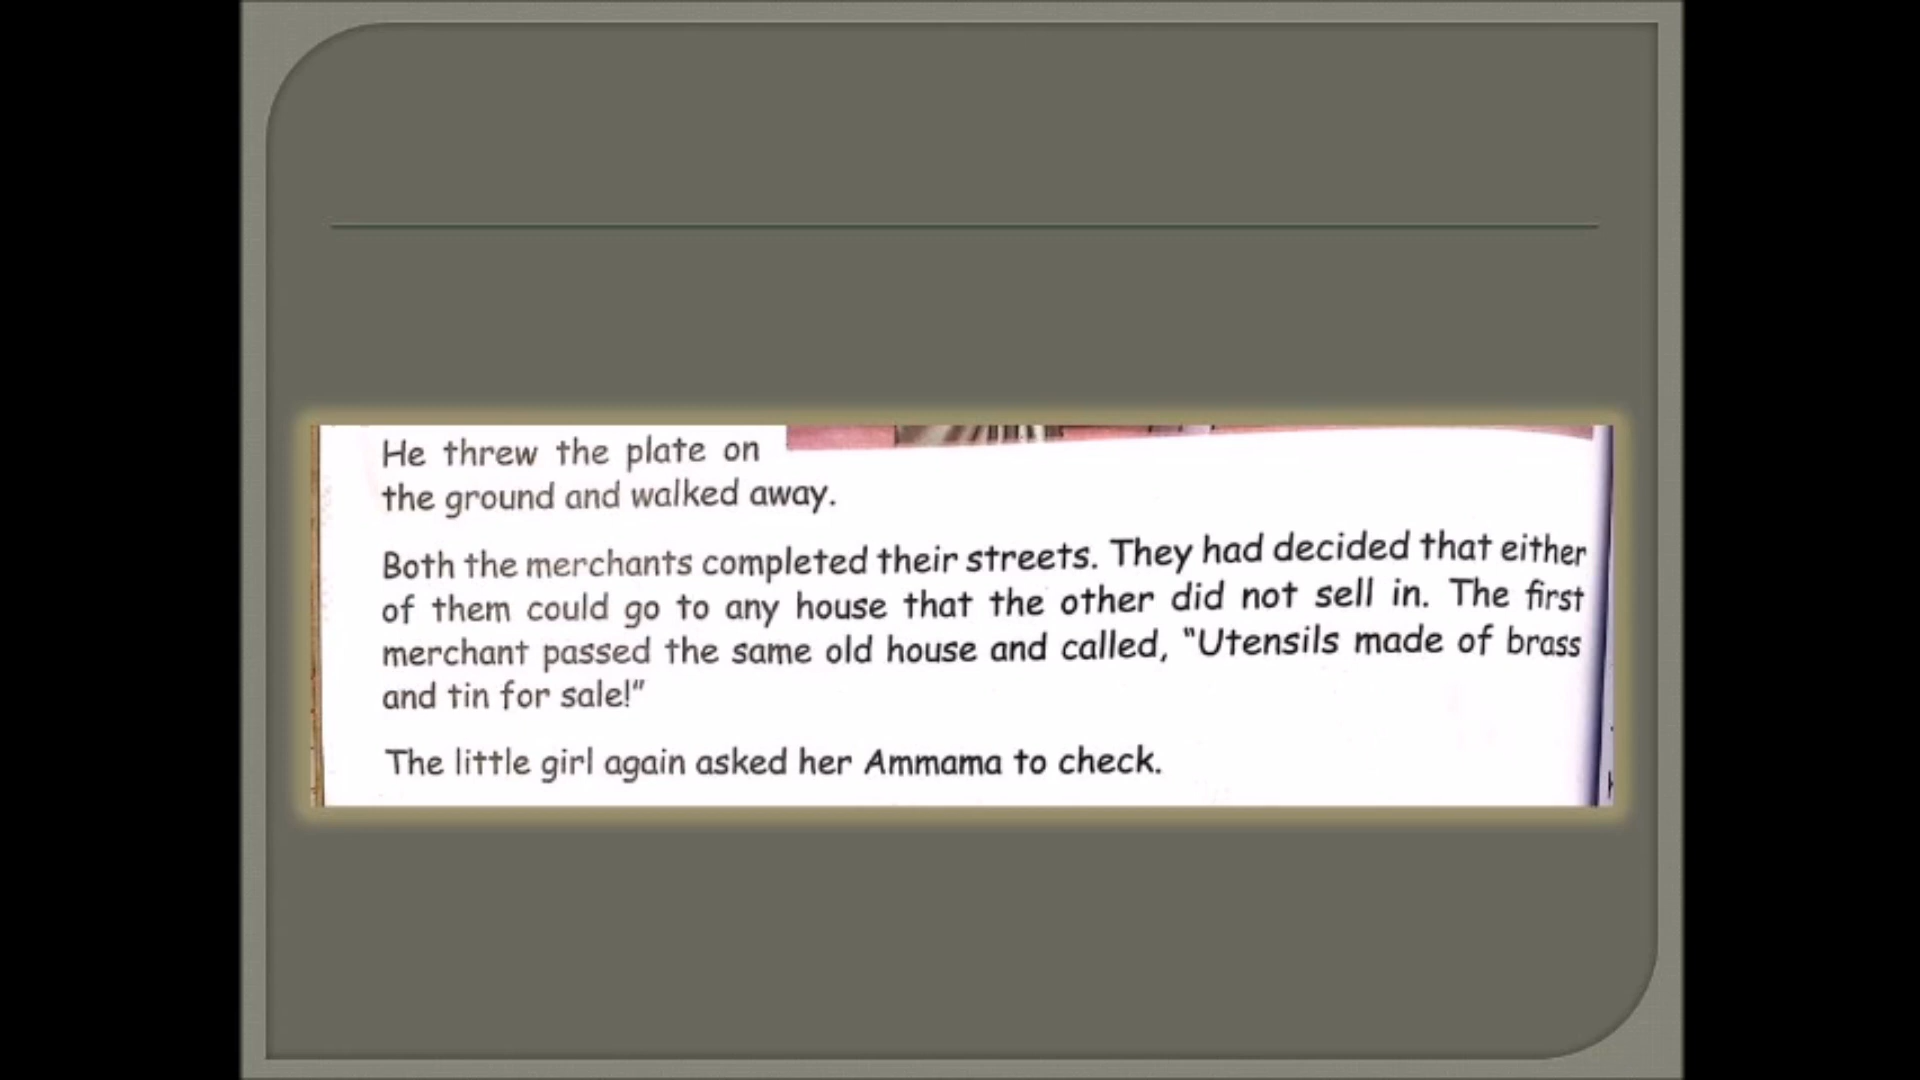 He threw the plate on
the ground and walked away.
Both the merchants completed their streets. They had decided that either
of them could go to any house that the other did not sell in. The first
merchant passed the same old house and called, “Utensils made of brass
and tin for sale!”
The little girl again asked her Ammama to check.